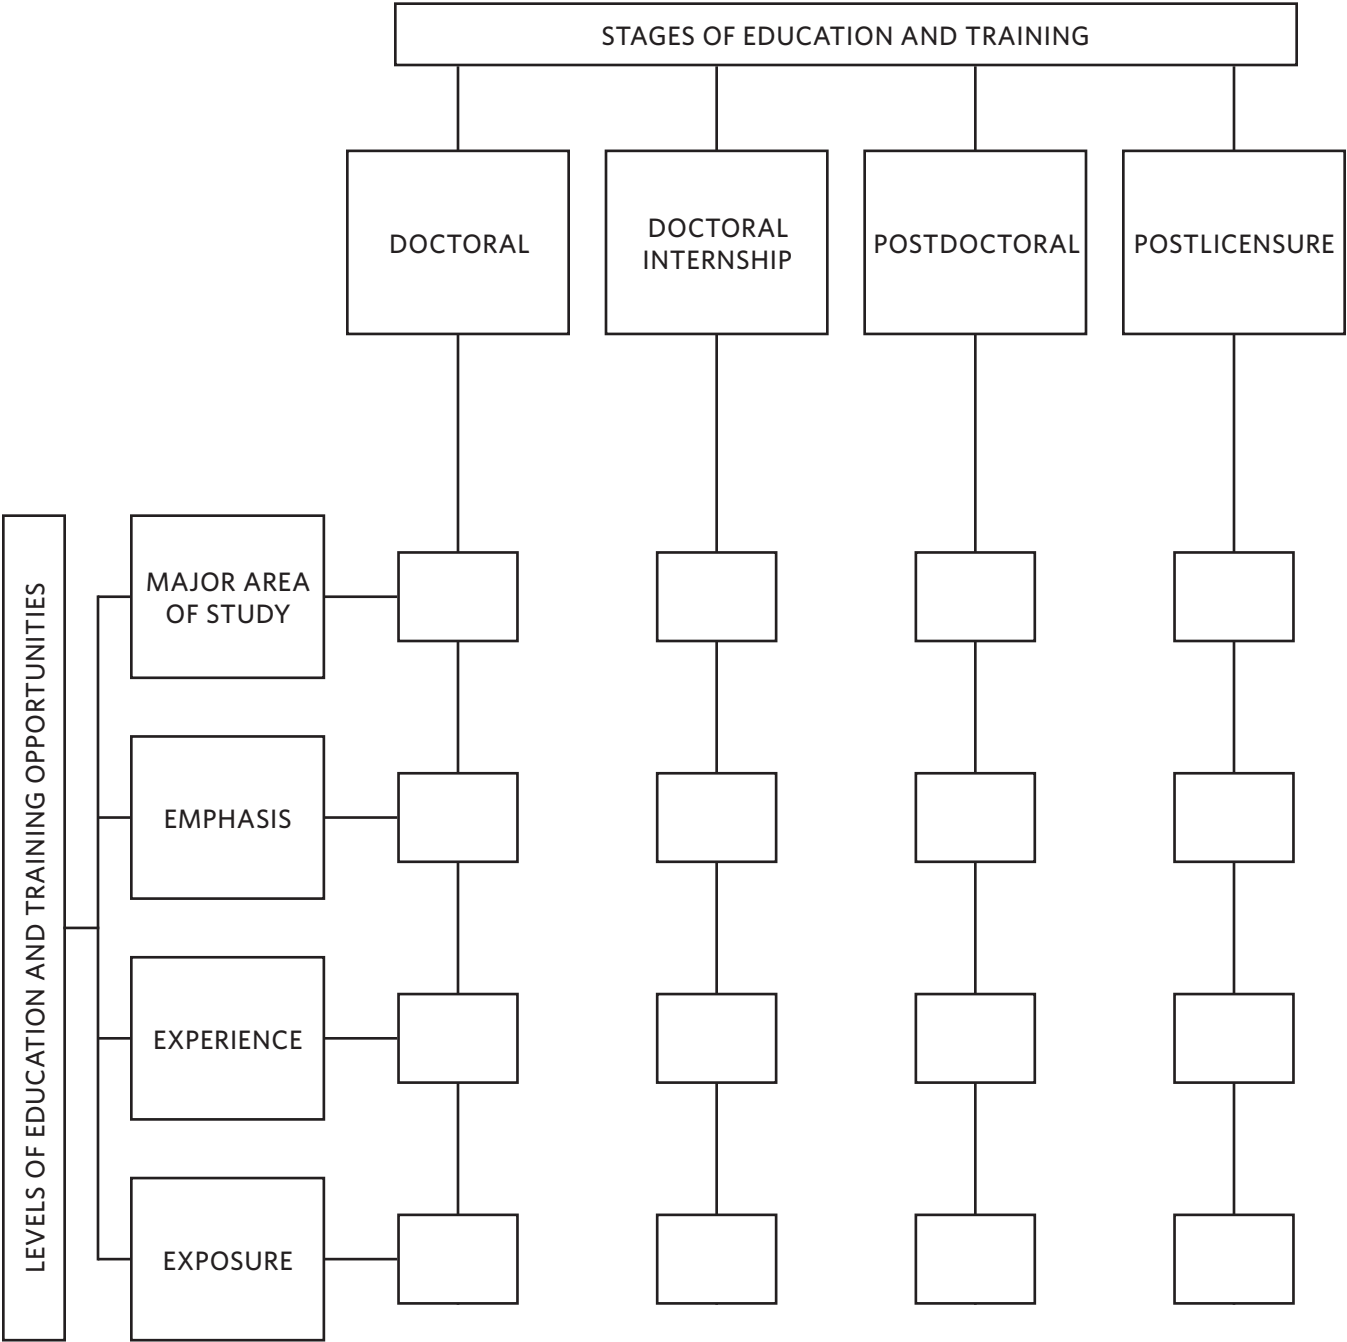 STAGES OF EDUCATION AND TRAINING
DOCTORAL
DOCTORAL
INTERNSHIP
POSTDOCTORAL
POSTLICENSURE
LEVELS OF EDUCATION AND TRAINING OPPORTUNITIES
MAJOR AREA
OF STUDY
EMPHASIS
EXPERIENCE
EXPOSURE